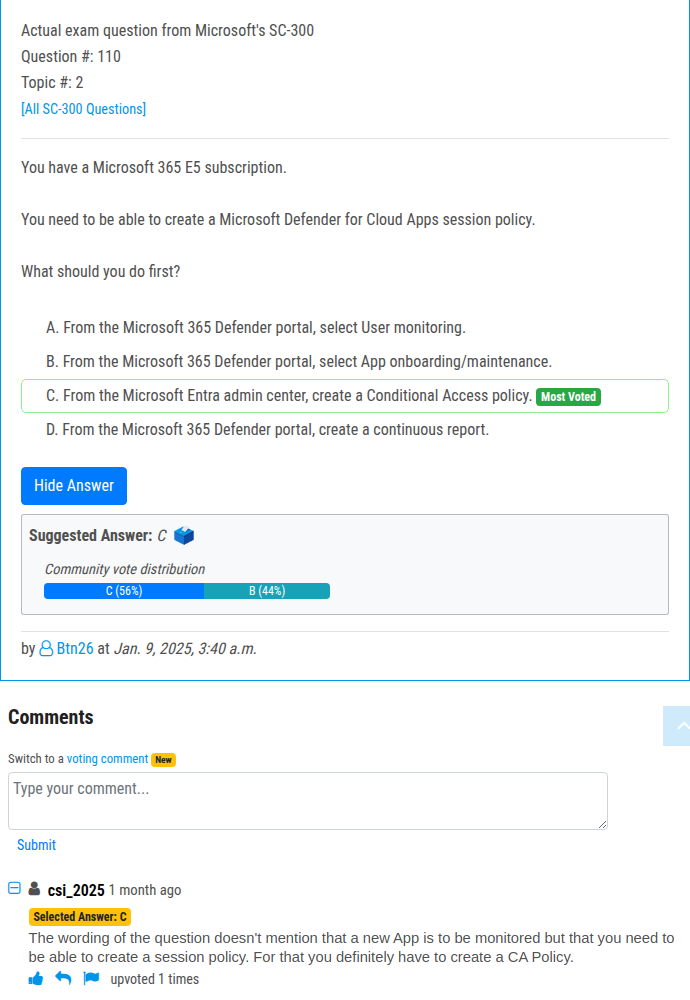 Actual exam question from Microsoft's SC-300
Question #: 110
Topic #: 2
[All SC-300 Questions]
You have a Microsoft 365 E5 subscription.
You need to be able to create a Microsoft Defender for Cloud Apps session policy.
What should you do first?
A. From the Microsoft 365 Defender portal, select User monitoring.
B. From the Microsoft 365 Defender portal, select App onboarding/maintenance.
C. From the Microsoft Entra admin center, create a Conditional Access policy. Most Voted
D. From the Microsoft 365 Defender portal, create a continuous report.
Hide Answer
Suggested Answer: C
Community vote distribution
C (56%) B (44%)
by Btn26 at Jan. 9, 2025, 3:40 a.m.
Comments
Switch to a voting comment New
Type your comment...
Submit
csi_2025 1 month ago
Selected Answer: C
The wording of the question doesn't mention that a new App is to be monitored but that you need to
be able to create a session policy. For that you definitely have to create a CA Policy.
upvoted 1 times